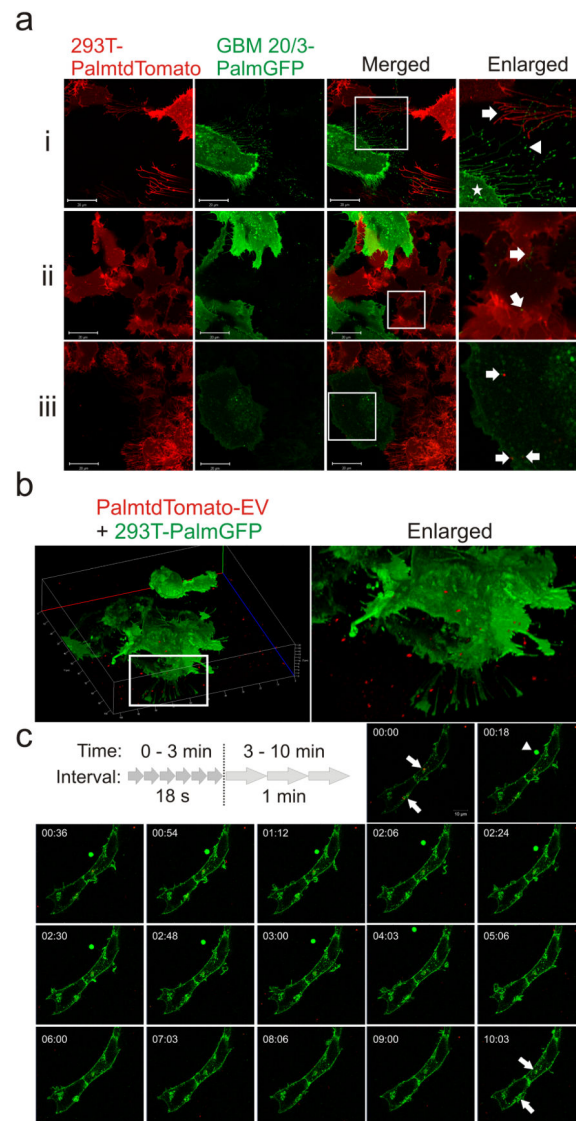 a
293T-
PalmtdTomato
GBM 20/3-
PalmGFP
Merged
Enlarged
i
ii
iii
b
PalmtdTomato-EV
+ 293T-PalmGFP
Enlarged
c
Time: 0 - 3 min 3 - 10 min
Interval:
18 s 1 min
00:00 00:18
10 µm
00:36 00:54 01:12 02:06 02:24
02:30 02:48 03:00 04:03 05:06
06:00 07:03 08:06 09:00 10:03